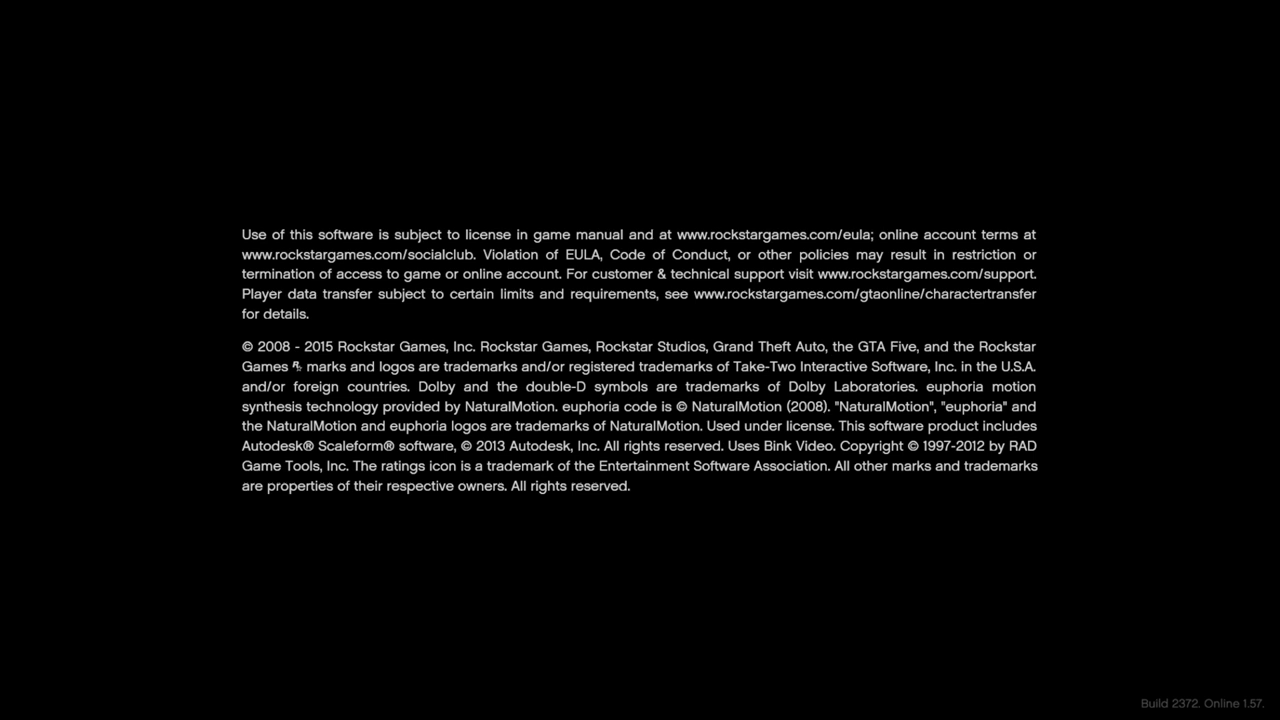 Use of this software is subject to license in game manual and at www.rockstargames.com/eula; online account terms at
www.rockstargames.com/socialclub. Violation of EULA, Code of Conduct, or other policies may result in restriction or
termination of access to game or online account. For customer & technical support visit www.rockstargames.com/support.
Player data transfer subject to certain limits and requirements, see www.rockstargames.com/gtaonline/charactertransfer
for details.
© 2008 - 2015 Rockstar Games, Inc. Rockstar Games, Rockstar Studios, Grand Theft Auto, the GTA Five, and the Rockstar
Games R* marks and logos are trademarks and/or registered trademarks of Take-Two Interactive Software, Inc. in the U.S.A.
and/or foreign countries. Dolby and the double-D symbols are trademarks of Dolby Laboratories. euphoria motion
synthesis technology provided by NaturalMotion. euphoria code is © NaturalMotion (2008). "NaturalMotion", "euphoria" and
the NaturalMotion and euphoria logos are trademarks of NaturalMotion. Used under license. This software product includes
Autodesk® Scaleform® software, © 2013 Autodesk, Inc. All rights reserved. Uses Bink Video. Copyright © 1997-2012 by RAD
Game Tools, Inc. The ratings icon is a trademark of the Entertainment Software Association. All other marks and trademarks
are properties of their respective owners. All rights reserved.
Build 2372. Online 1.57.